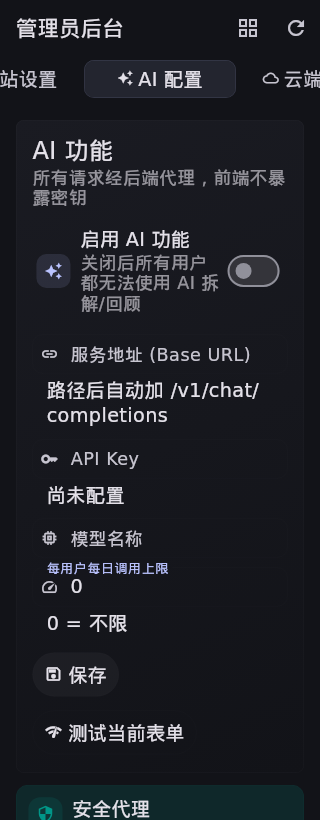 管理员后台
站设置
AI 配置
云端
AI 功能
所有请求经后端代理，前端不暴
露密钥
启用 AI 功能
关闭后所有用户
都无法使用 AI 拆
解/回顾
服务地址 (Base URL)
路径后自动加 /v1/chat/
completions
API Key
尚未配置
模型名称
每用户每日调用上限
0
0 = 不限
保存
测试当前表单
安全代理